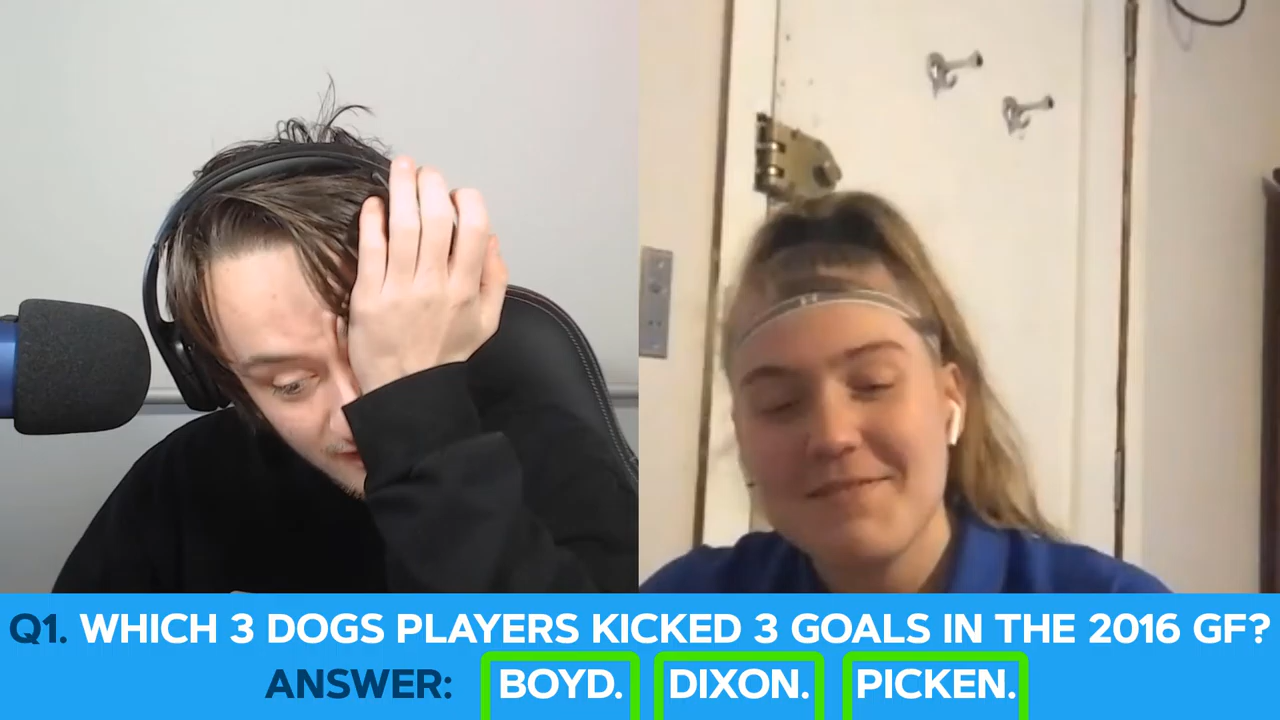 Q1. WHICH 3 DOGS PLAYERS KICKED 3 GOALS IN THE 2016 GF?
ANSWER: BOYD. DIXON. PICKEN.